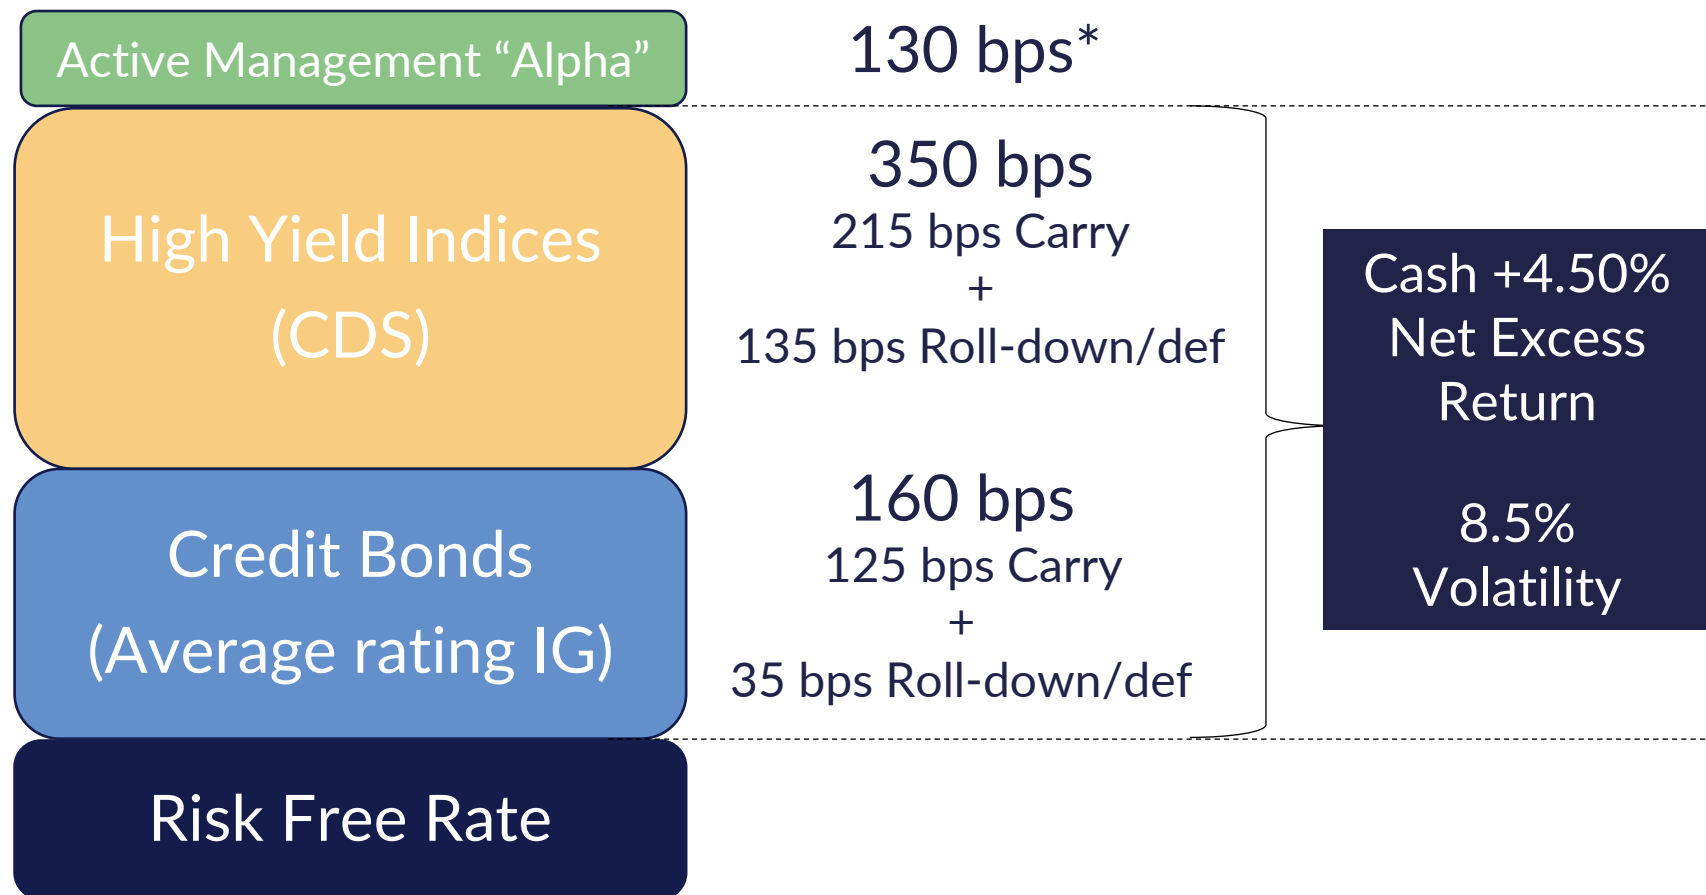 Active Management “Alpha”
130 bps*
High Yield Indices
(CDS)
350 bps
215 bps Carry
+
135 bps Roll-down/def
Cash +4.50%
Net Excess
Return
8.5%
Volatility
Credit Bonds
(Average rating IG)
160 bps
125 bps Carry
+
35 bps Roll-down/def
Risk Free Rate